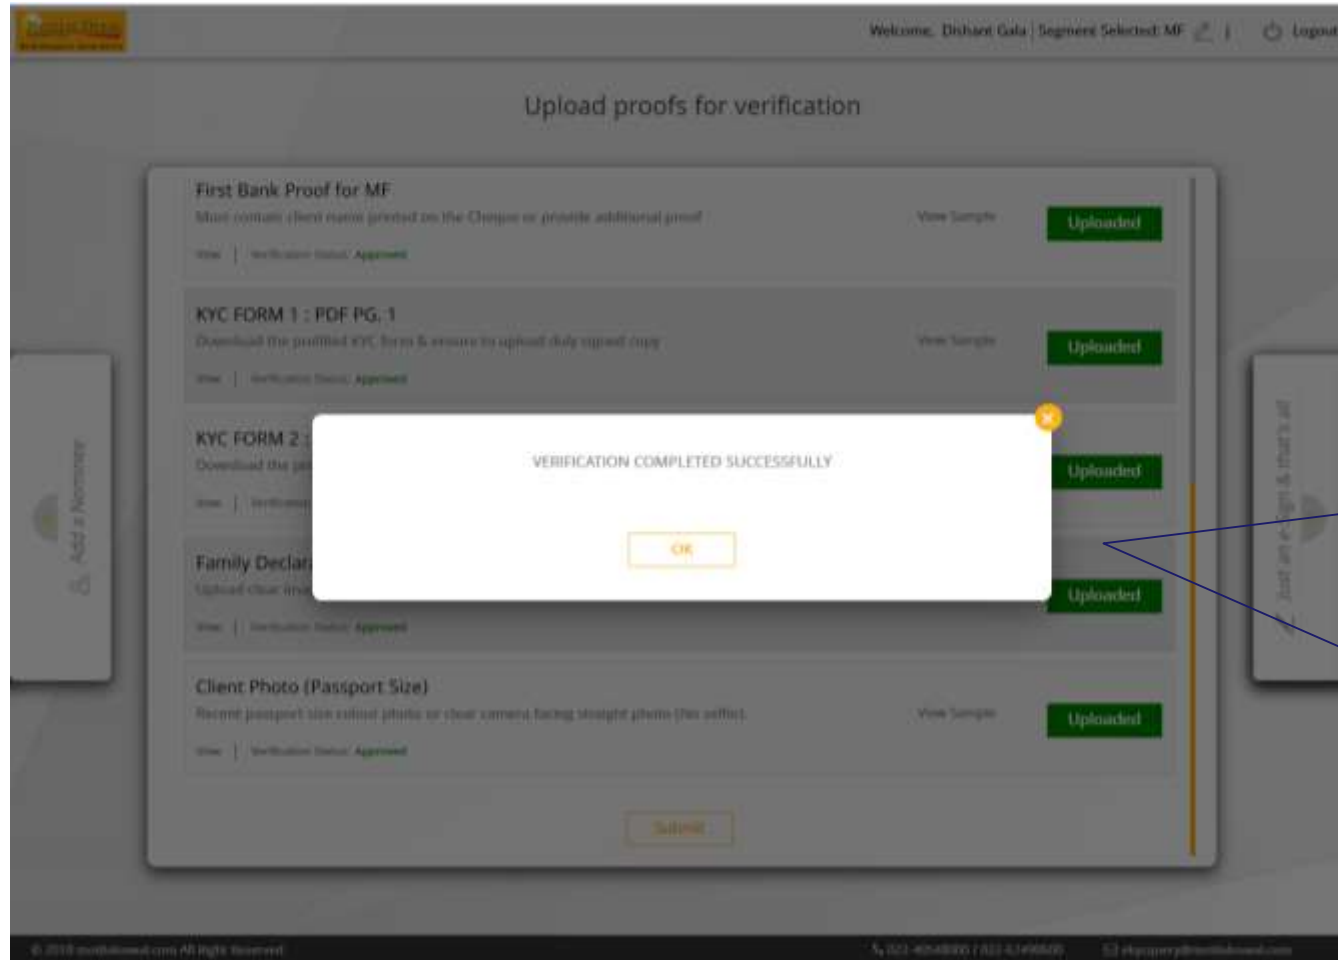 Welcome, Dishant Gala | Segment Selected: MF
Logout
Upload proofs for verification
First Bank Proof for MF
Must contain client name printed on the Cheque or provide additional proof
View Sample
Uploaded
View | Verification Status: Approved
KYC FORM 1 : PDF PG. 1
Download the prefilled KYC form & ensure to upload duly signed copy
View Sample
Uploaded
View | Verification Status: Approved
KYC FORM 2 :
Download the
Uploaded
View | Verification
VERIFICATION COMPLETED SUCCESSFULLY
OK
Family Declar
Upload clear
Uploaded
View | Verification Status: Approved
Client Photo (Passport Size)
Recent passport size colour photo or clear camera facing straight photo (like selfie).
View Sample
Uploaded
View | Verification Status: Approved
Submit
Add a Nominee
Just an e-Sign & that's all
© 2018 motilaloswal.com All Right Reserved